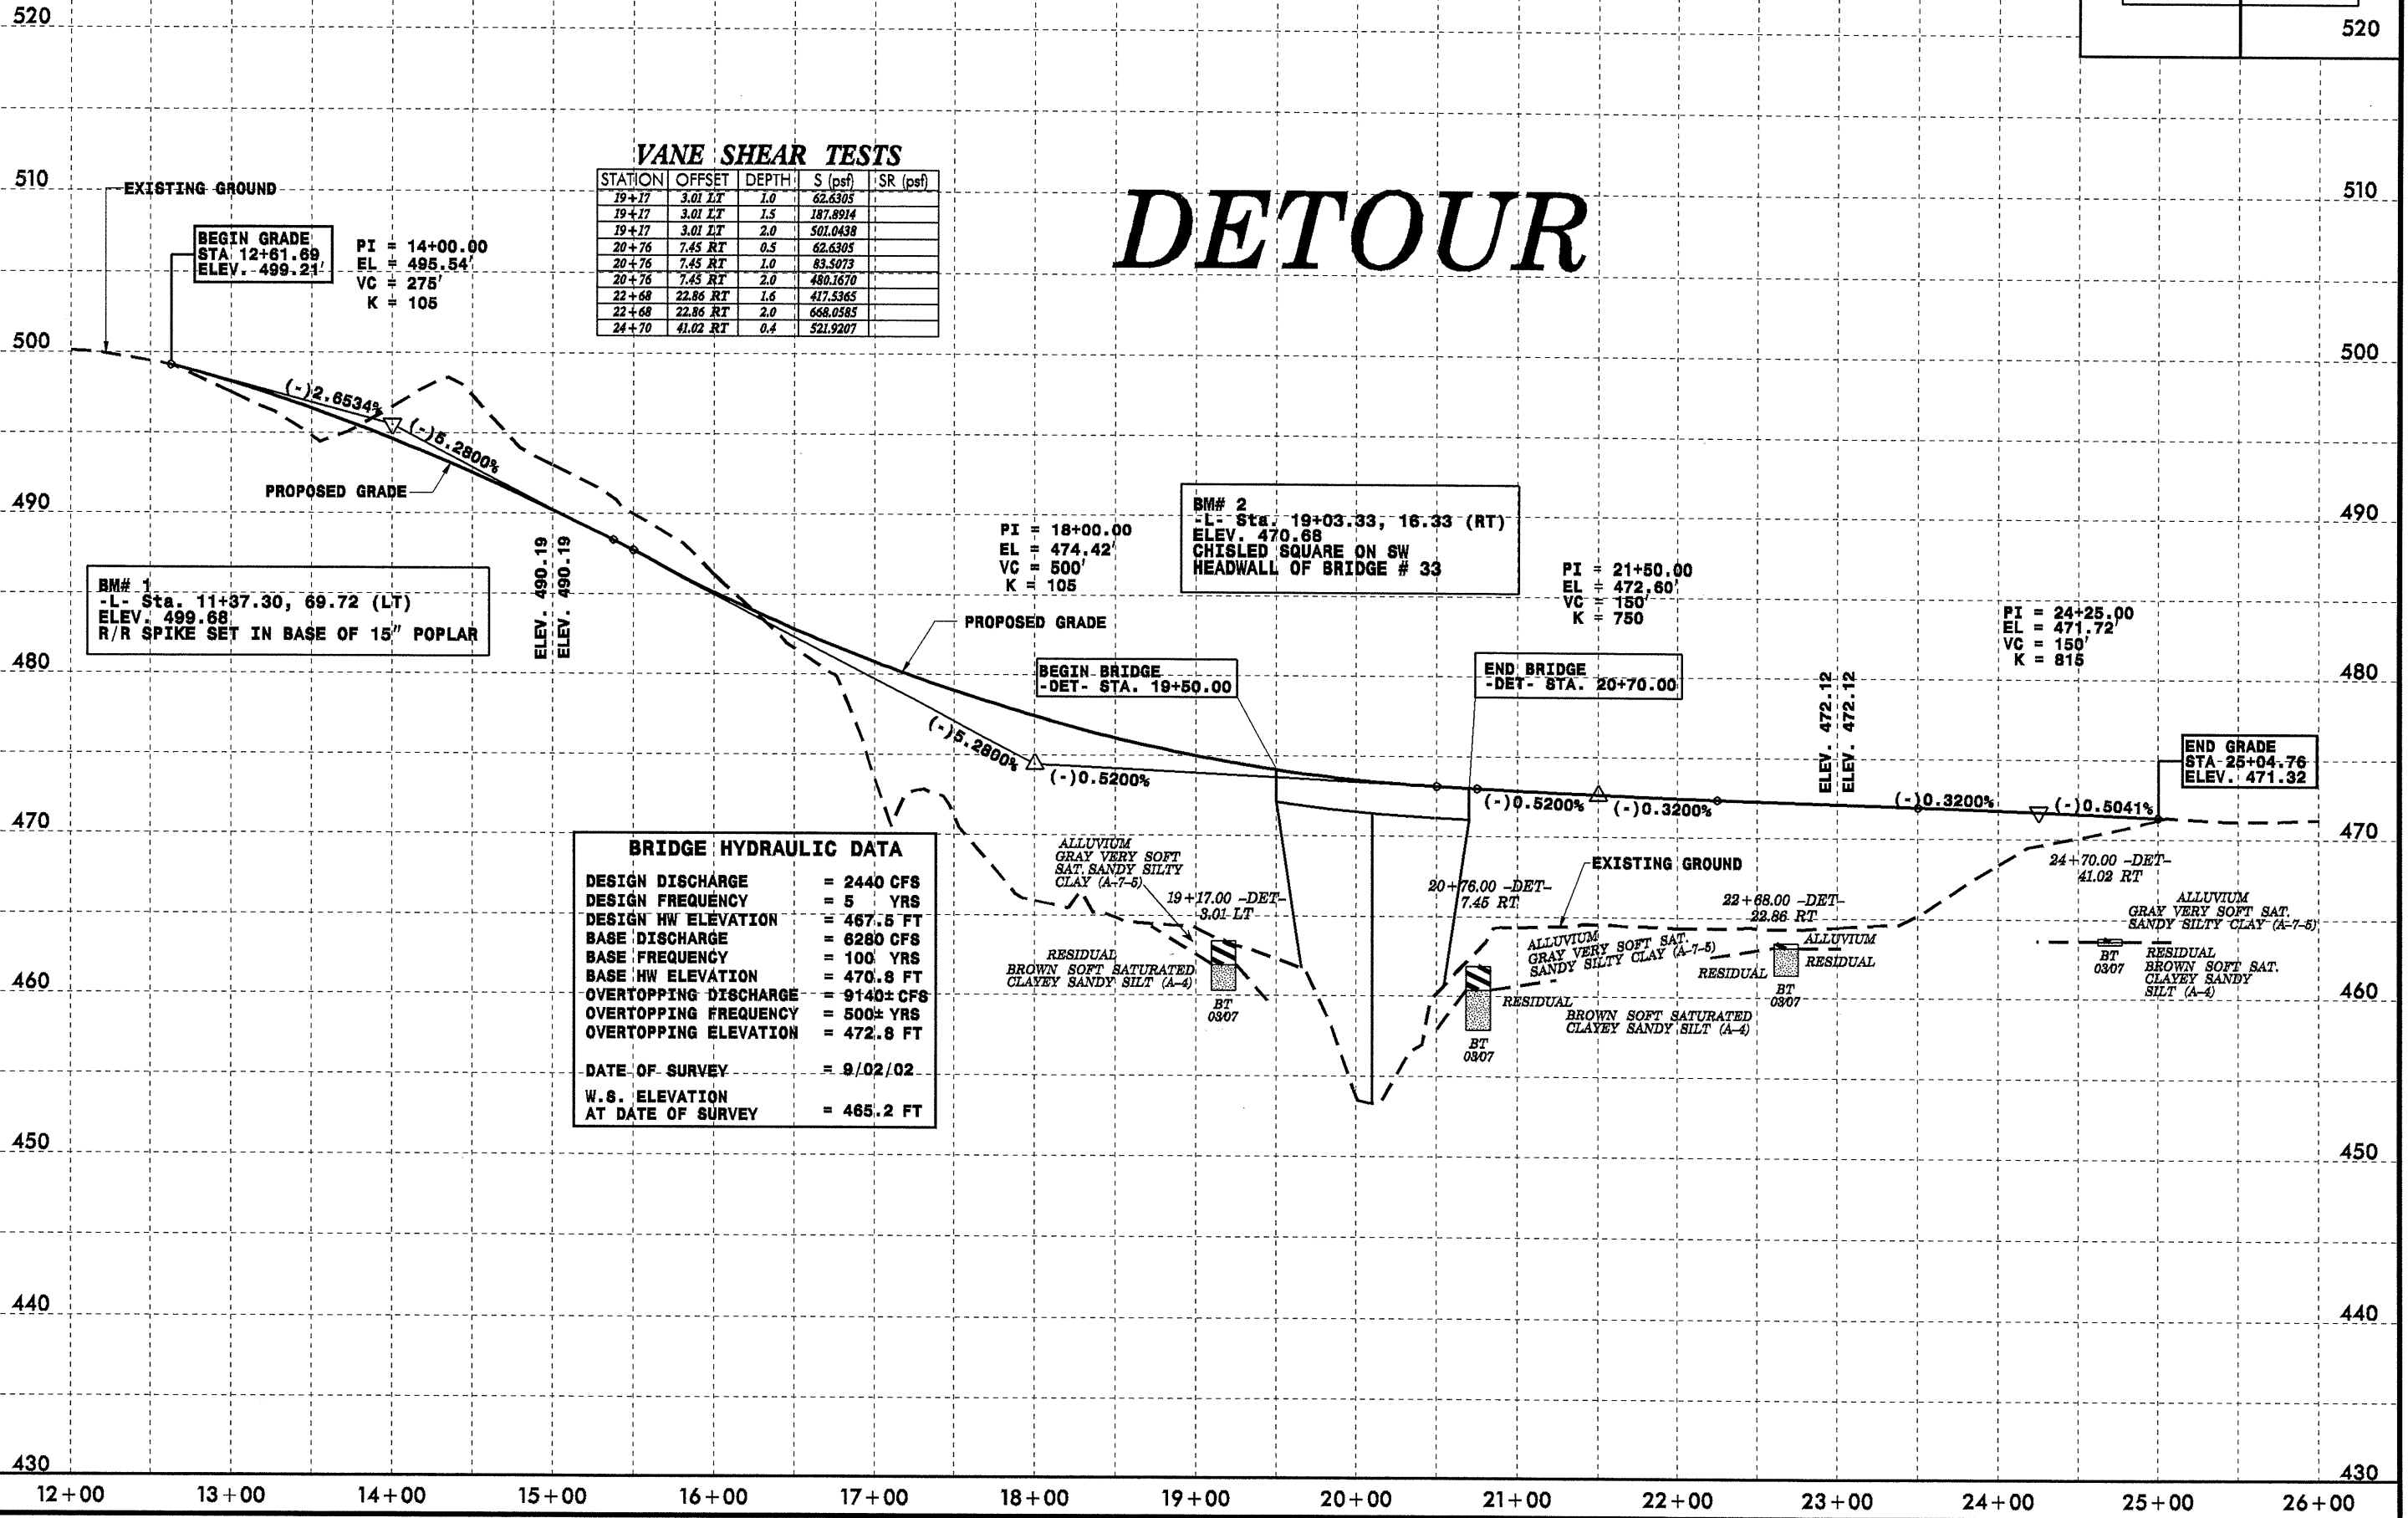 520
520
510
510
500
500
490
490
480
480
470
470
460
460
450
450
440
440
430
430
VANE SHEAR TESTS
STATION OFFSET DEPTH S (psf) SR (psf)
19+17 3.01 LT 1.0 62.6305
19+17 3.01 LT 1.5 187.8914
19+17 3.01 LT 2.0 501.0438
20+76 7.45 RT 0.5 62.6305
20+76 7.45 RT 1.0 83.5073
20+76 7.45 RT 2.0 480.1670
22+68 22.86 RT 1.6 417.5365
22+68 22.86 RT 2.0 668.0585
24+70 41.02 RT 0.4 521.9207
DETOUR
EXISTING GROUND
BEGIN GRADE
STA 12+61.69
ELEV. 499.21'
PI = 14+00.00
EL = 495.54'
VC = 275'
K = 105
(-)2.6534%
(-)5.2800%
PROPOSED GRADE
BM# 1
-L- Sta. 11+37.30, 69.72 (LT)
ELEV. 499.68
R/R SPIKE SET IN BASE OF 15" POPLAR
ELEV. 490.19
ELEV. 490.19
PI = 18+00.00
EL = 474.42'
VC = 500'
K = 105
PROPOSED GRADE
BM# 2
-L- Sta. 19+03.33, 16.33 (RT)
ELEV. 470.68
CHISLED SQUARE ON SW
HEADWALL OF BRIDGE # 33
PI = 21+50.00
EL = 472.60'
VC = 150'
K = 750
PI = 24+25.00
EL = 471.72'
VC = 150'
K = 815
BEGIN BRIDGE
-DET- STA. 19+50.00
END BRIDGE
-DET- STA. 20+70.00
ELEV. 472.12
ELEV. 472.12
END GRADE
STA 25+04.76
ELEV. 471.32
(-)5.2800%
(-)0.5200%
(-)0.5200%
(-)0.3200%
(-)0.3200%
(-)0.5041%
BRIDGE HYDRAULIC DATA
DESIGN DISCHARGE = 2440 CFS
DESIGN FREQUENCY = 5 YRS
DESIGN HW ELEVATION = 467.5 FT
BASE DISCHARGE = 6280 CFS
BASE FREQUENCY = 100 YRS
BASE HW ELEVATION = 470.8 FT
OVERTOPPING DISCHARGE = 9140± CFS
OVERTOPPING FREQUENCY = 500± YRS
OVERTOPPING ELEVATION = 472.8 FT
DATE OF SURVEY = 9/02/02
W.S. ELEVATION
AT DATE OF SURVEY = 465.2 FT
ALLUVIUM
GRAY VERY SOFT
SAT. SANDY SILTY
CLAY (A-7-5)
19+17.00 -DET-
3.01 LT
RESIDUAL
BROWN SOFT SATURATED
CLAYEY SANDY SILT (A-4)
BT
03/07
20+76.00 -DET-
7.45 RT
EXISTING GROUND
ALLUVIUM
GRAY VERY SOFT SAT.
SANDY SILTY CLAY (A-7-5)
RESIDUAL
BROWN SOFT SATURATED
CLAYEY SANDY SILT (A-4)
BT
03/07
22+68.00 -DET-
22.86 RT
ALLUVIUM
RESIDUAL
RESIDUAL
BT
03/07
24+70.00 -DET-
41.02 RT
ALLUVIUM
GRAY VERY SOFT SAT.
SANDY SILTY CLAY (A-7-5)
BT
03/07
RESIDUAL
BROWN SOFT SAT.
CLAYEY SANDY
SILT (A-4)
12+00 13+00 14+00 15+00 16+00 17+00 18+00 19+00 20+00 21+00 22+00 23+00 24+00 25+00 26+00